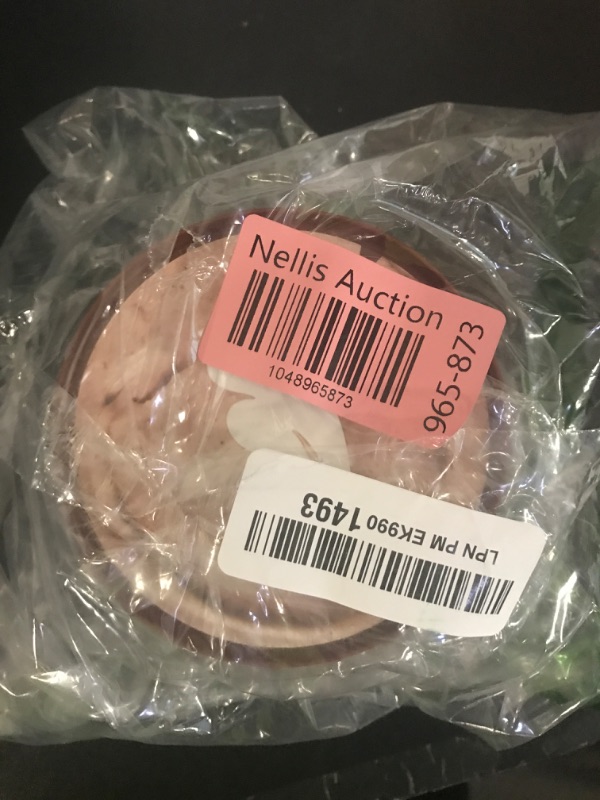 Nellis Auction
1048965873
965-873
LPN PM EK990 1493